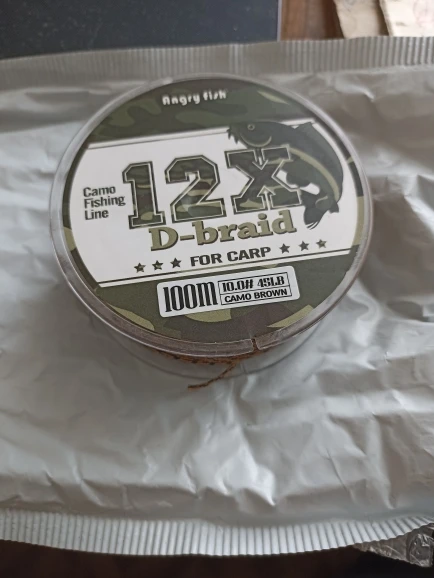 Angry fish
Camo
Fishing
Line
12X
D-braid
FOR CARP
100m
10.0# 45LB
CAMO BROWN